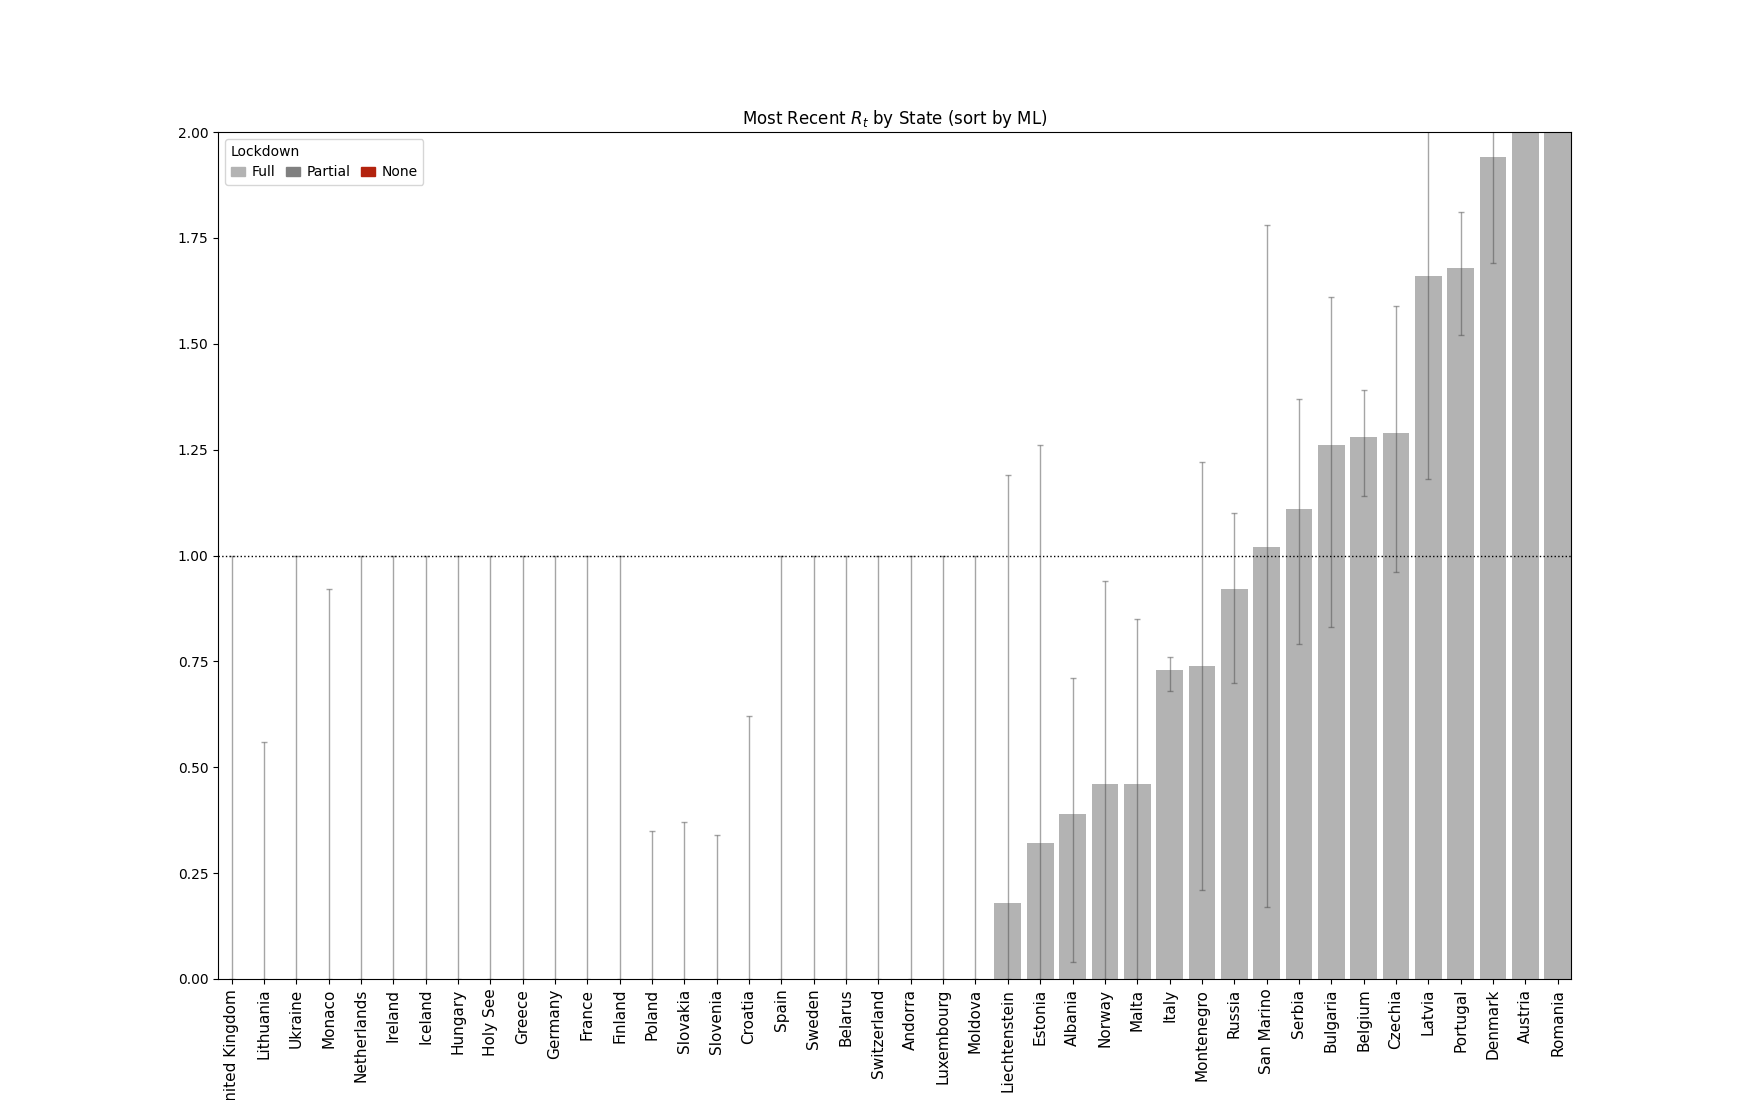 Most Recent Rt by State (sort by ML)
Lockdown
Full Partial None
2.00
1.75
1.50
1.25
1.00
0.75
0.50
0.25
0.00
nited Kingdom
Lithuania
Ukraine
Monaco
Netherlands
Ireland
Iceland
Hungary
Holy See
Greece
Germany
France
Finland
Poland
Slovakia
Slovenia
Croatia
Spain
Sweden
Belarus
Switzerland
Andorra
Luxembourg
Moldova
Liechtenstein
Estonia
Albania
Norway
Malta
Italy
Montenegro
Russia
San Marino
Serbia
Bulgaria
Belgium
Czechia
Latvia
Portugal
Denmark
Austria
Romania